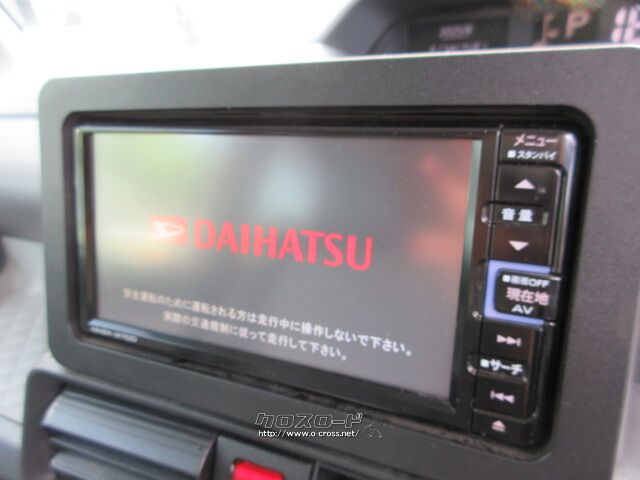 P
メニュー
■スタンバイ
DAIHATSU
音量
■画面OFF
現在地
AV
安全運転のために運転される方は走行中に操作しないで下さい。
実際の交通規制に従って走行して下さい。
■サーチ
クロスロード
http://www.o-cross.net/